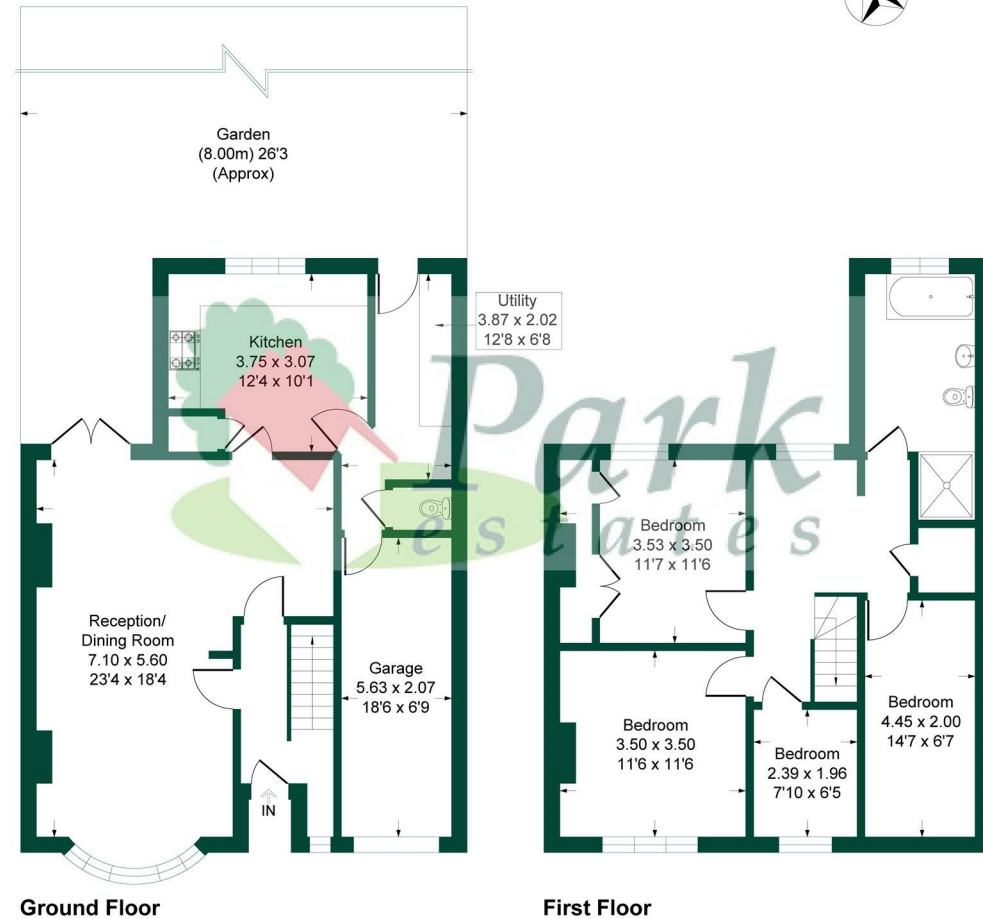 Garden
(8.00m) 26'3
(Approx)
Utility
3.87 x 2.02
12'8 x 6'8
Kitchen
3.75 x 3.07
12'4 x 10'1
Park
estates
Bedroom
3.53 x 3.50
11'7 x 11'6
Reception/
Dining Room
7.10 x 5.60
23'4 x 18'4
Garage
5.63 x 2.07
18'6 x 6'9
Bedroom
3.50 x 3.50
11'6 x 11'6
Bedroom
2.39 x 1.96
7'10 x 6'5
Bedroom
4.45 x 2.00
14'7 x 6'7
IN
Ground Floor
First Floor